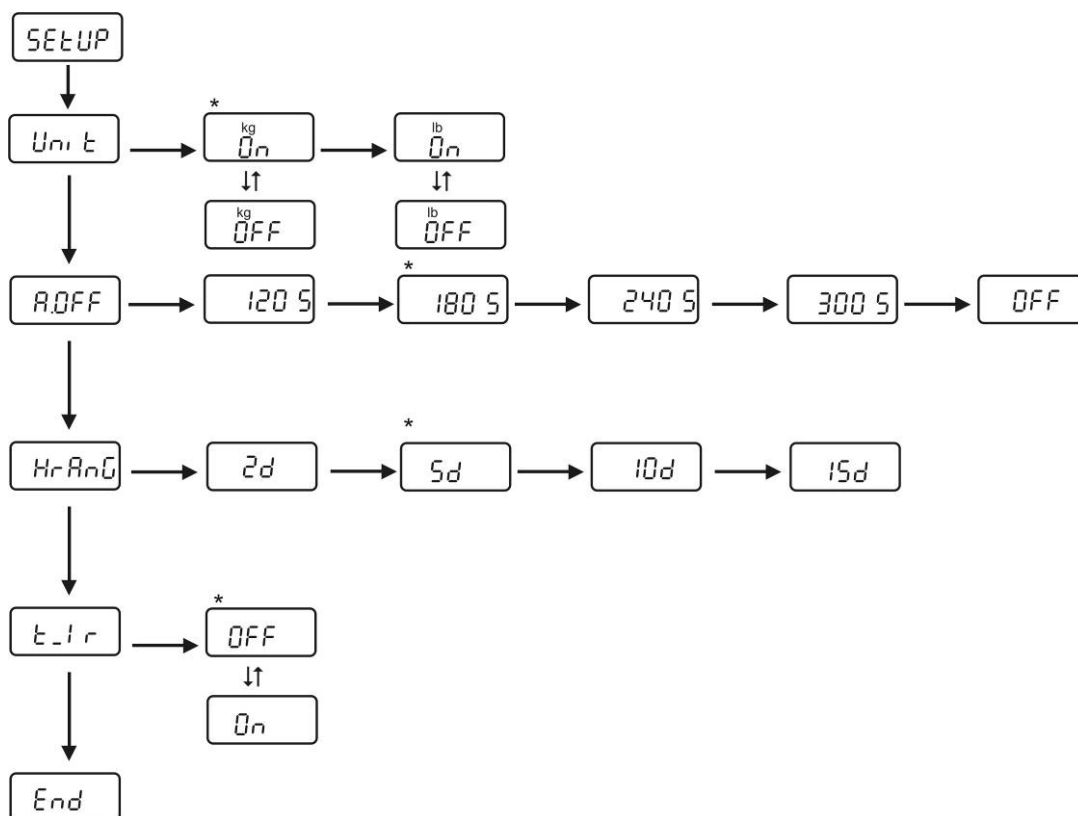 SEtUP
*
Unit kg On lb On
kg OFF lb OFF
*
A.OFF 120 S 180 S 240 S 300 S OFF
*
HrAnG 2d 5d 10d 15d
*
t_Ir OFF
On
End